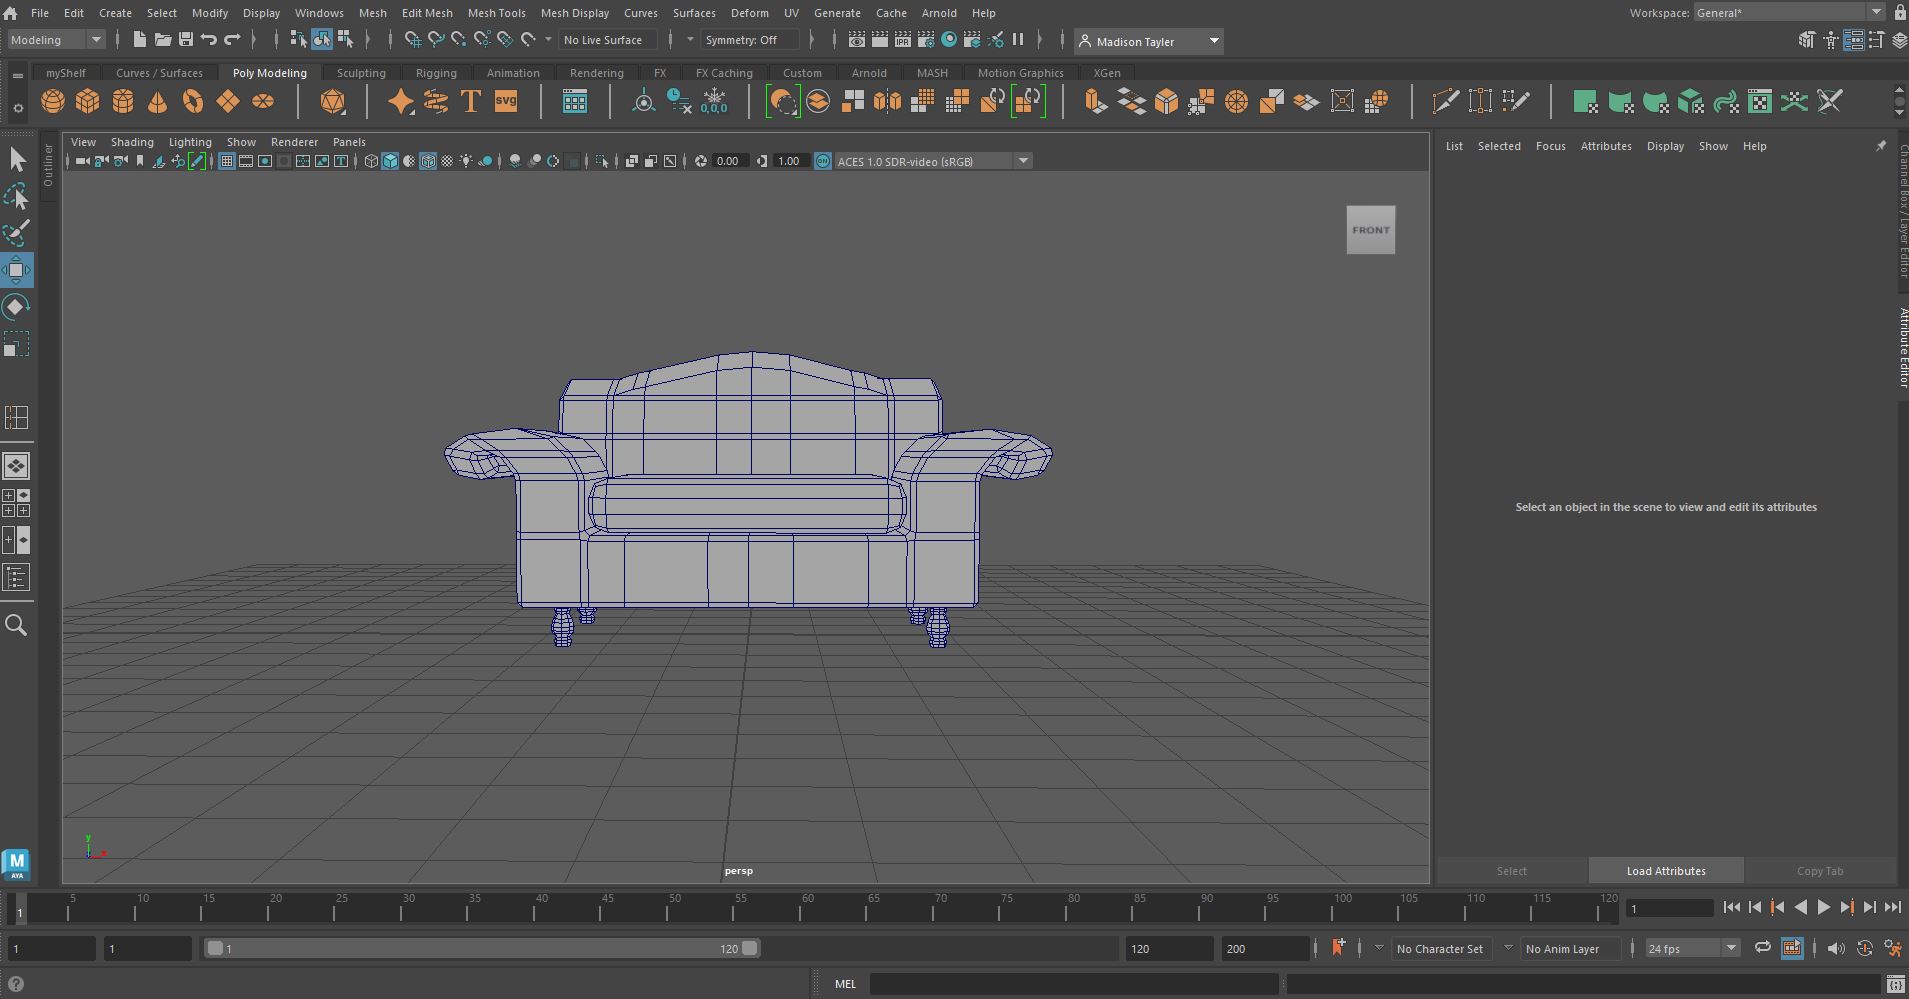 File Edit Create Select Modify Display Windows Mesh Edit Mesh Mesh Tools Mesh Display Curves Surfaces Deform UV Generate Cache Arnold Help Workspace: General*
Modeling No Live Surface Symmetry: Off Madison Tayler
myShelf Curves / Surfaces Poly Modeling Sculpting Rigging Animation Rendering FX FX Caching Custom Arnold MASH Motion Graphics XGen
T svg 0,0,0
View Shading Lighting Show Renderer Panels
List Selected Focus Attributes Display Show Help
IPR
0.00 1.00 ON ACES 1.0 SDR-video (sRGB)
Outliner
Channel Box / Layer Editor
Attribute Editor
FRONT
Select an object in the scene to view and edit its attributes
y
x
persp
M
AYA
Select Load Attributes Copy Tab
1 5 10 15 20 25 30 35 40 45 50 55 60 65 70 75 80 85 90 95 100 105 110 115 120 1
1 1 1 120 120 200 No Character Set No Anim Layer 24 fps
MEL